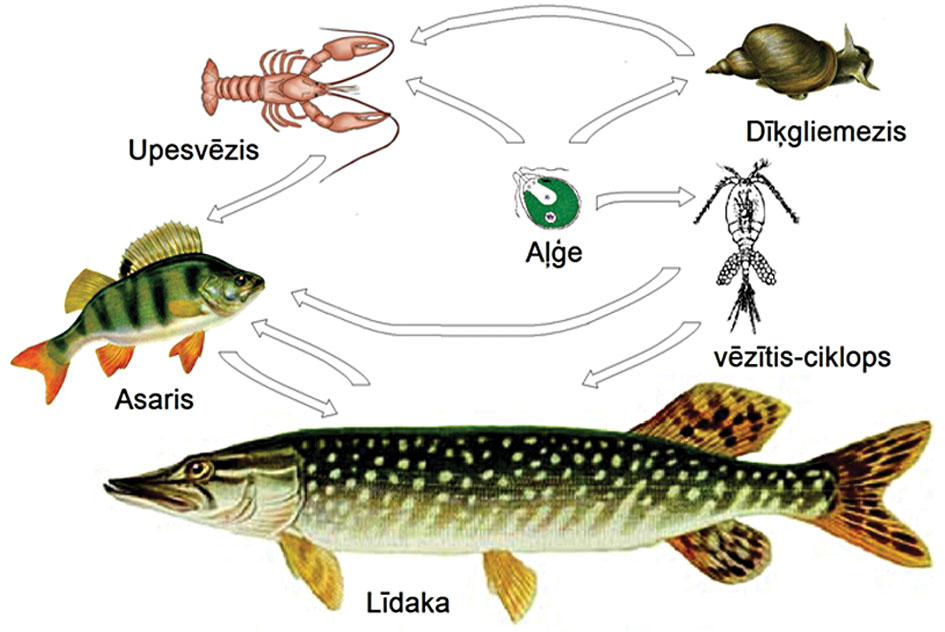 Upesvēzis
Dīķgliemezis
Aļģe
vēzītis-ciklops
Asaris
Līdaka